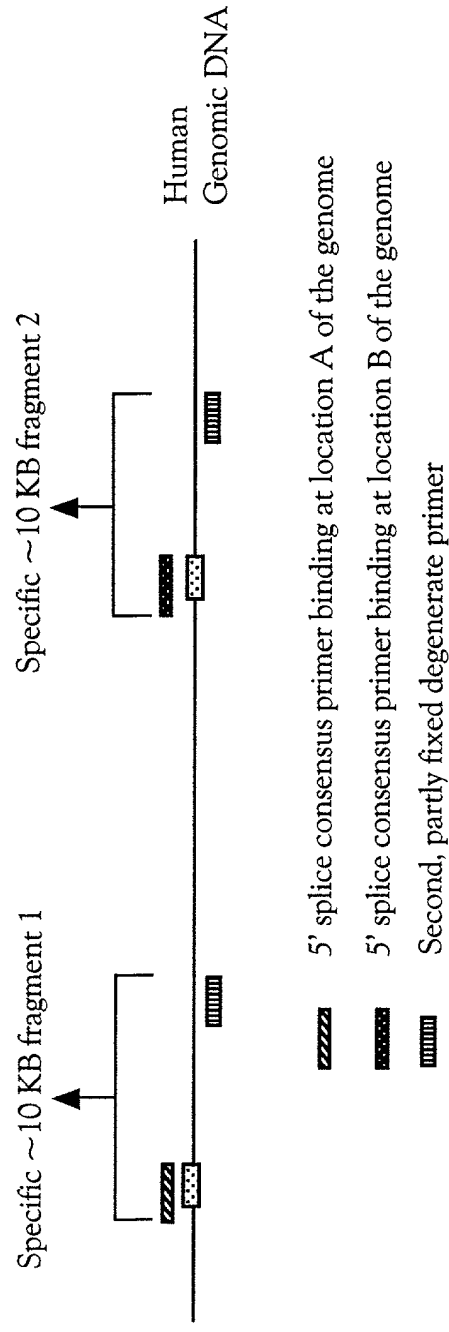 Specific ~10 KB fragment 1
Specific ~10 KB fragment 2
Human
Genomic DNA
5' splice consensus primer binding at location A of the genome
5' splice consensus primer binding at location B of the genome
Second, partly fixed degenerate primer